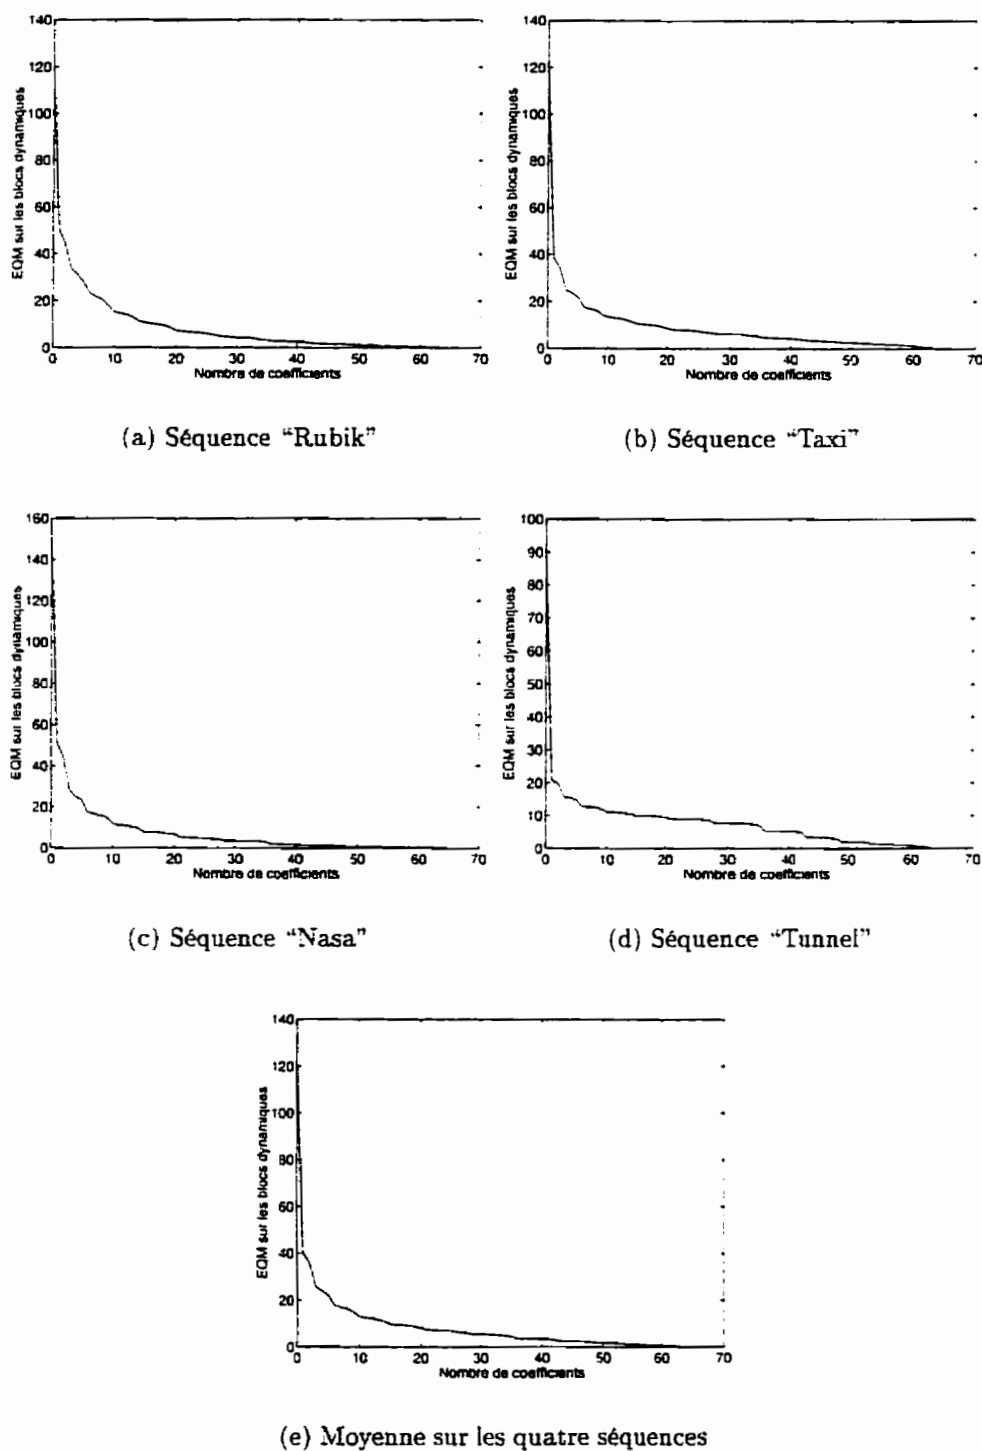 140
120
100
80
60
40
20
0
EQM sur les blocs dynamiques
0 10 20 30 40 50 60 70
Nombre de coefficients
(a) Séquence “Rubik”
140
120
100
80
60
40
20
0
EQM sur les blocs dynamiques
0 10 20 30 40 50 60 70
Nombre de coefficients
(b) Séquence “Taxi”
160
140
120
100
80
60
40
20
0
EQM sur les blocs dynamiques
0 10 20 30 40 50 60 70
Nombre de coefficients
(c) Séquence “Nasa”
100
90
80
70
60
50
40
30
20
10
0
EQM sur les blocs dynamiques
0 10 20 30 40 50 60 70
Nombre de coefficients
(d) Séquence “Tunnel”
140
120
100
80
60
40
20
0
EQM sur les blocs dynamiques
0 10 20 30 40 50 60 70
Nombre de coefficients
(e) Moyenne sur les quatre séquences